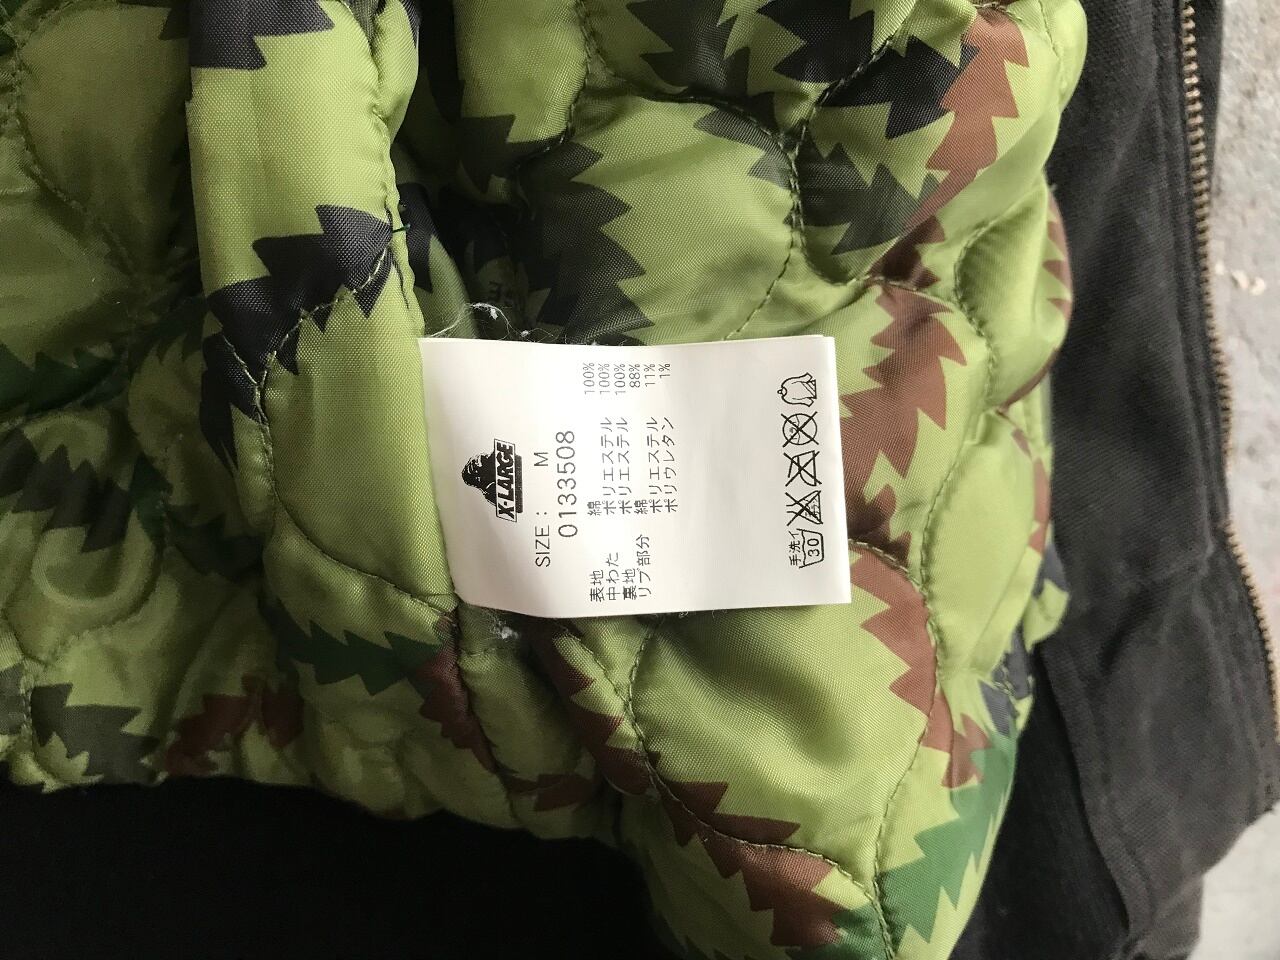 X-LARGE
SIZE : M
0133508
表地 綿 100%
中わた ポリエステル 100%
裏地 ポリエステル 100%
リブ部分 綿 88%
ポリエステル 11%
ポリウレタン 1%
手洗イ
30